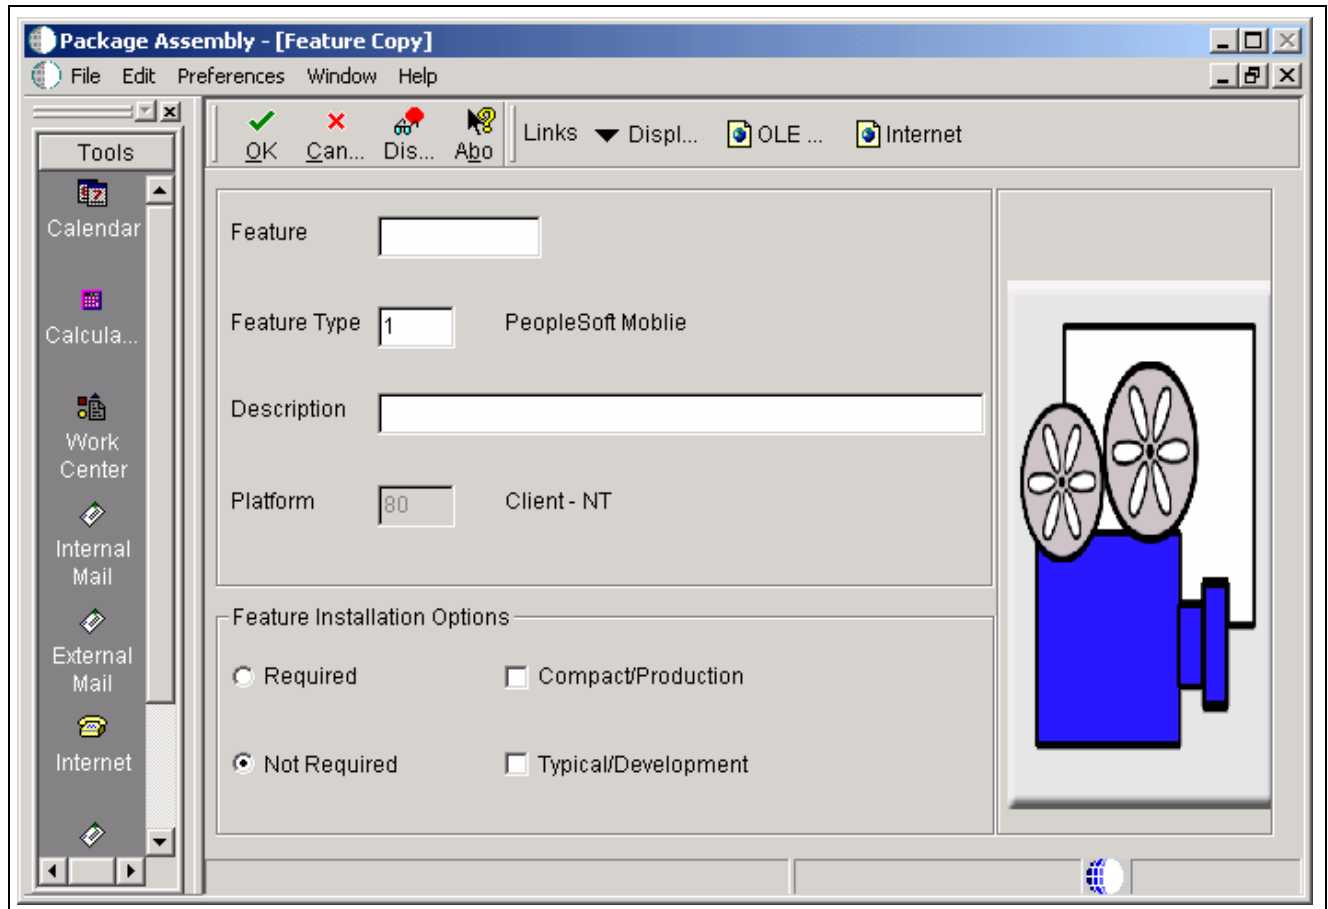 Package Assembly - [Feature Copy]
File Edit Preferences Window Help
Tools
Calendar
Calcula...
Work
Center
Internal
Mail
External
Mail
Internet
OK Can... Dis... Abo Links Displ... OLE ... Internet
Feature
Feature Type 1 PeopleSoft Moblie
Description
Platform 80 Client - NT
Feature Installation Options
Required Compact/Production
Not Required Typical/Development